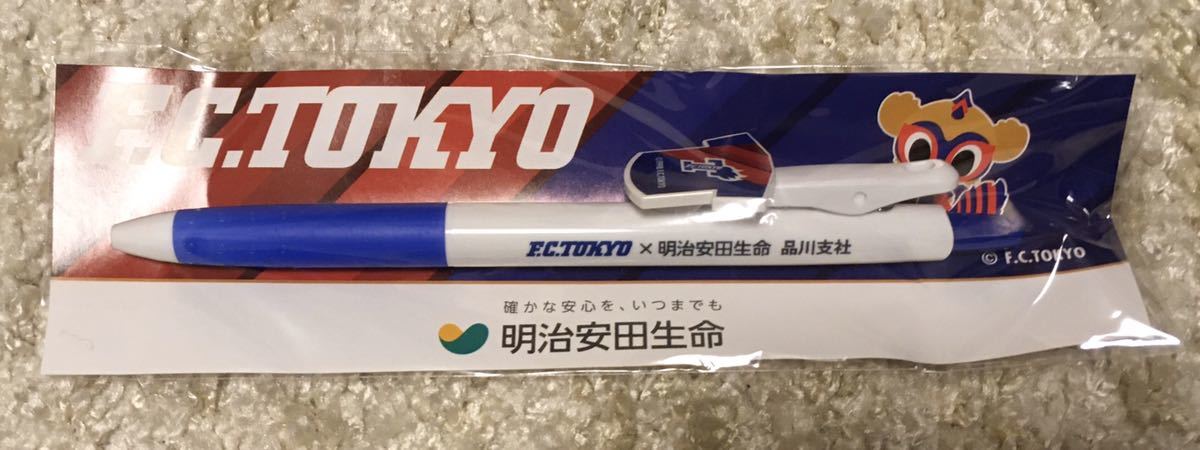 F.C.TOKYO
F.C.TOKYO × 明治安田生命 品川支社
© F.C.TOKYO
確かな安心を、いつまでも
明治安田生命